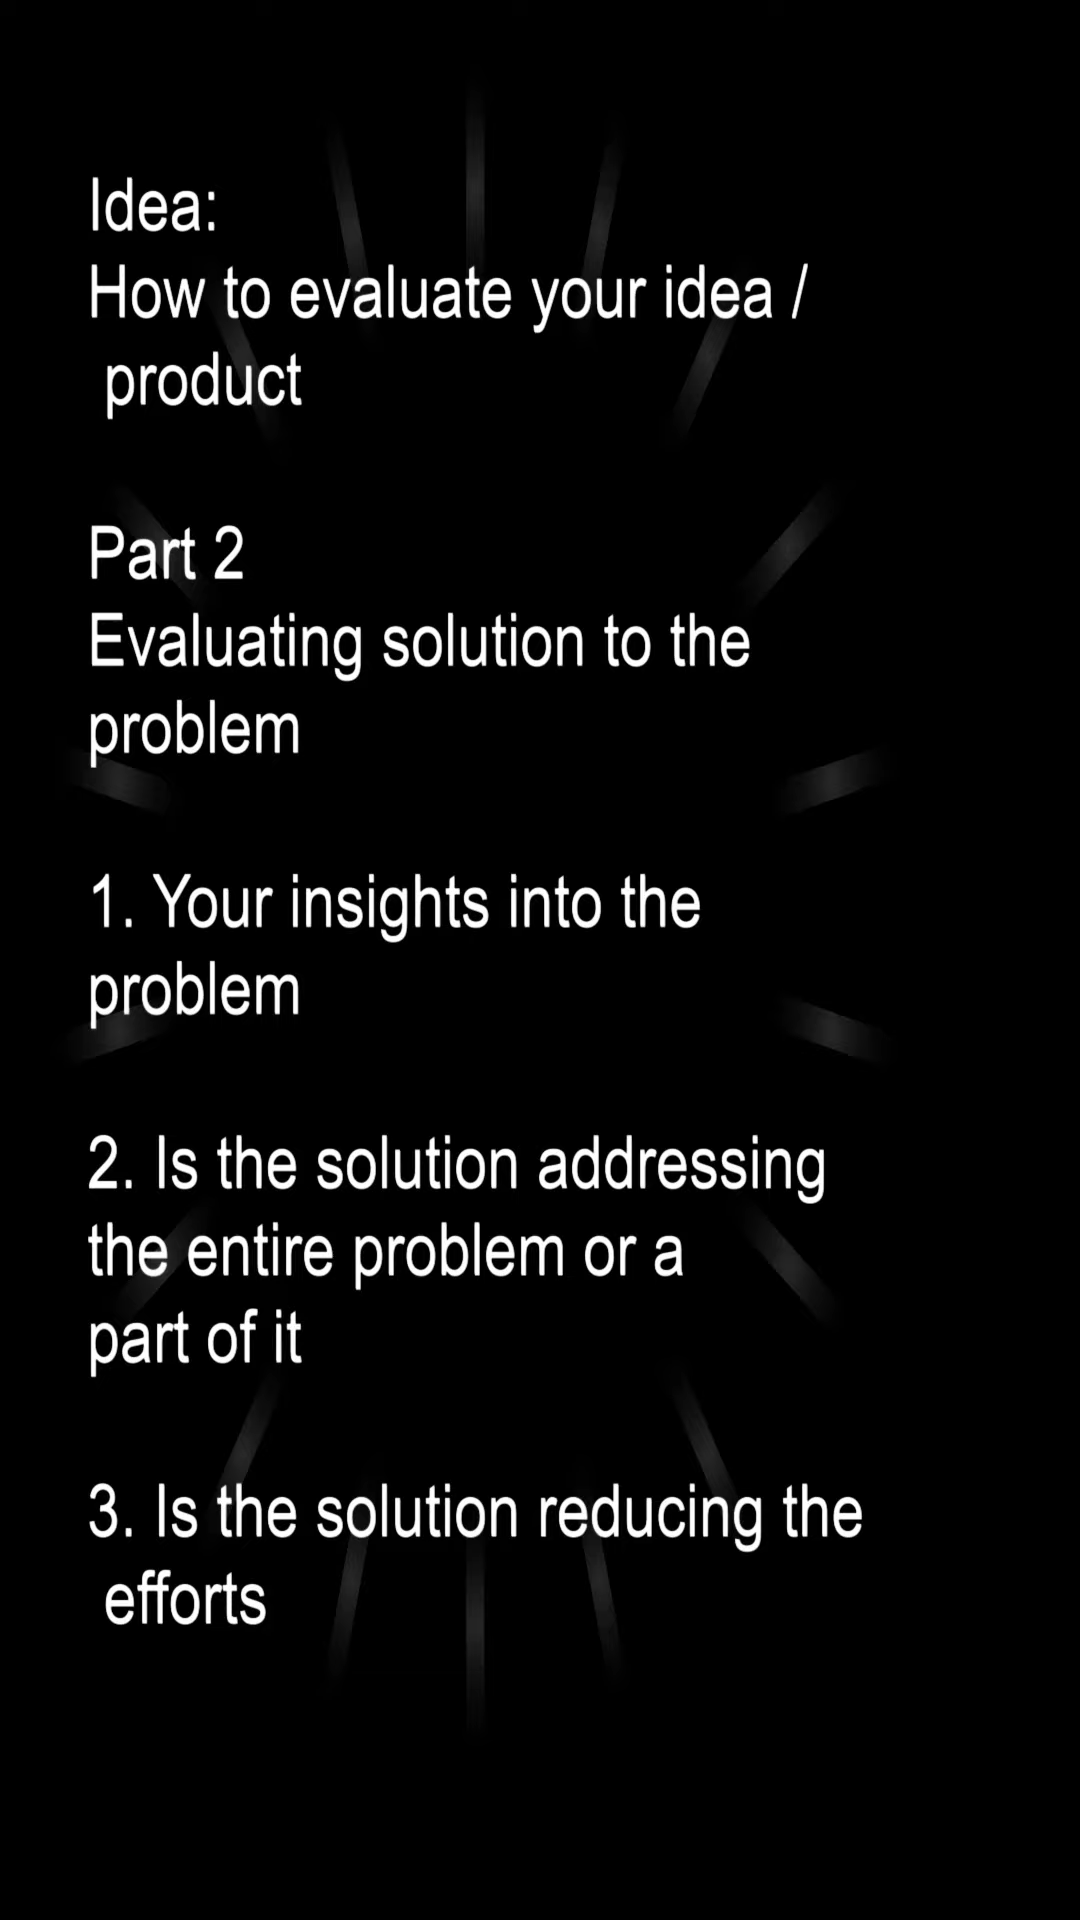 Idea:
How to evaluate your idea /
product
Part 2
Evaluating solution to the
problem
1. Your insights into the
problem
2. Is the solution addressing
the entire problem or a
part of it
3. Is the solution reducing the
efforts